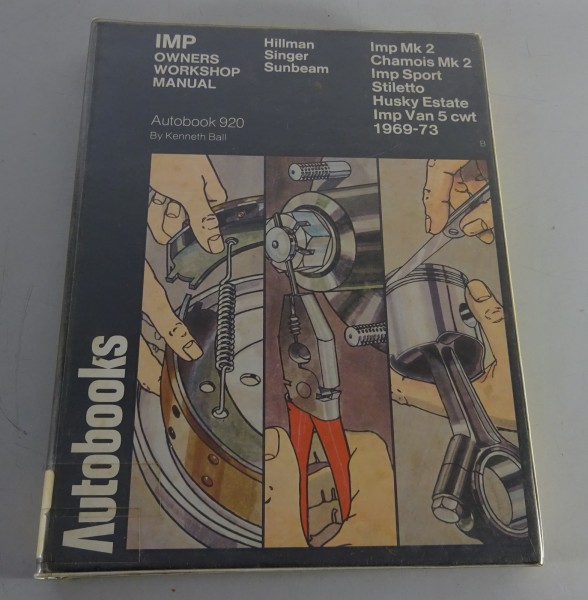 IMP
OWNERS
WORKSHOP
MANUAL
Autobook 920
By Kenneth Ball
Hillman
Singer
Sunbeam
Imp Mk 2
Chamois Mk 2
Imp Sport
Stiletto
Husky Estate
Imp Van 5 cwt
1969-73
B
Autobooks